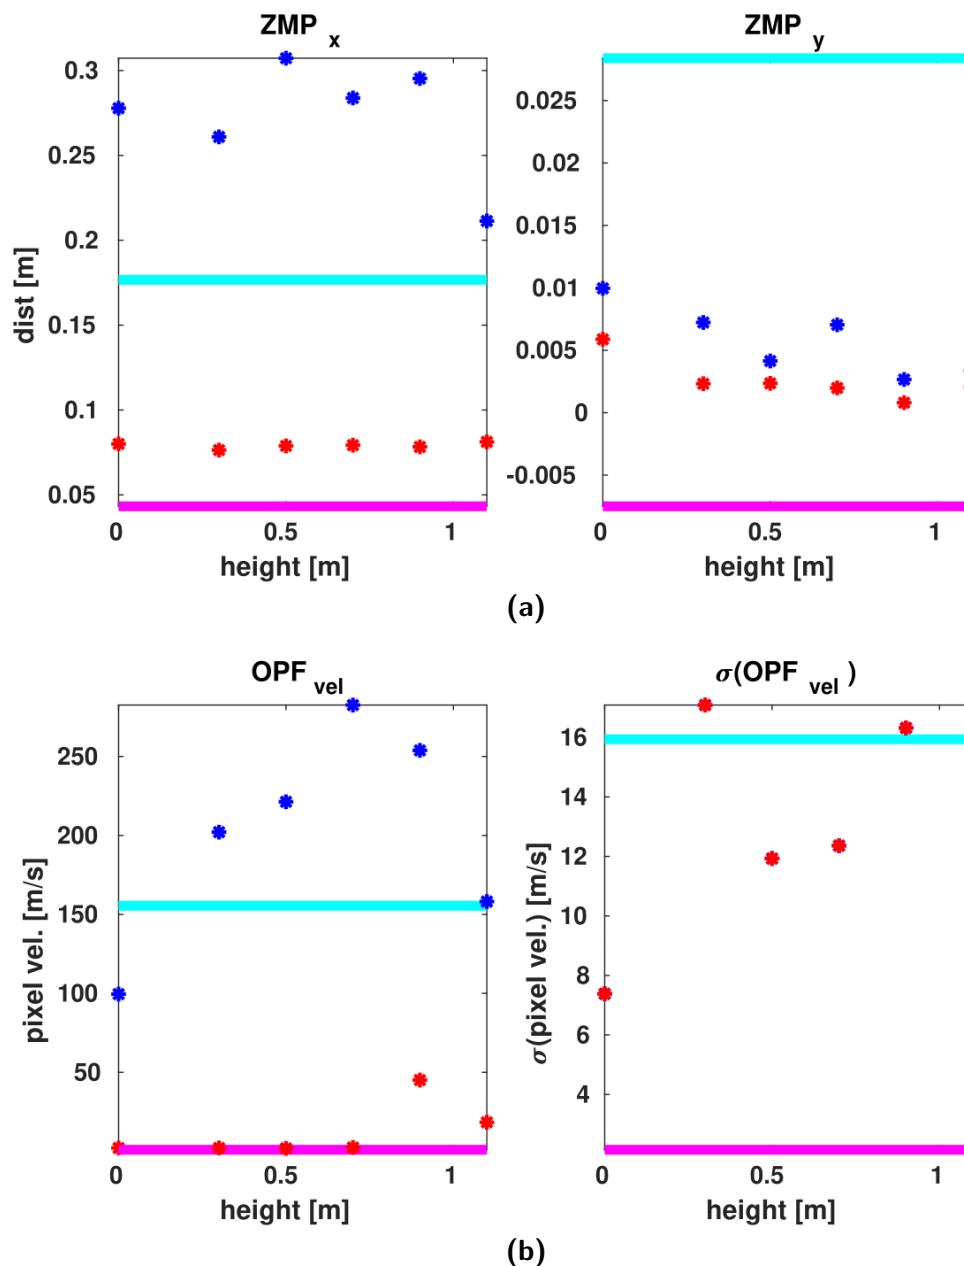 ZMP x
ZMP y
0.3
0.25
0.2
0.15
0.1
0.05
dist [m]
0 0.5 1
height [m]
0.025
0.02
0.015
0.01
0.005
0
-0.005
0 0.5 1
height [m]
(a)
OPF vel
σ(OPF vel )
250
200
150
100
50
pixel vel. [m/s]
0 0.5 1
height [m]
16
14
12
10
8
6
4
σ(pixel vel.) [m/s]
0 0.5 1
height [m]
(b)